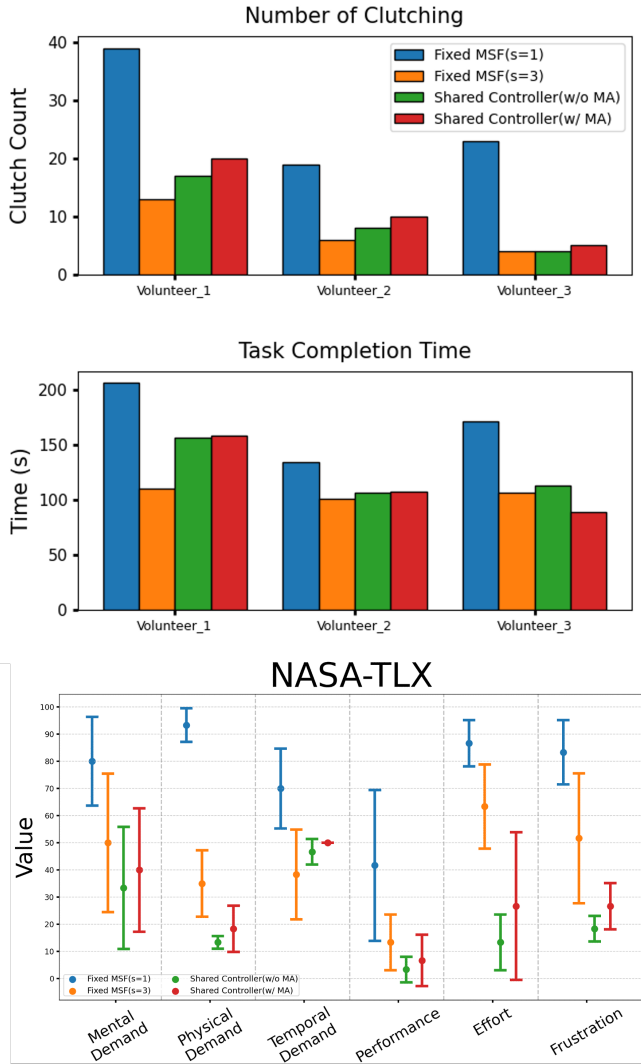 Number of Clutching
Clutch Count
40
30
20
10
0
Fixed MSF(s=1)
Fixed MSF(s=3)
Shared Controller(w/o MA)
Shared Controller(w/ MA)
Volunteer_1 Volunteer_2 Volunteer_3
Task Completion Time
Time (s)
200
150
100
50
0
Volunteer_1 Volunteer_2 Volunteer_3
NASA-TLX
Value
100
90
80
70
60
50
40
30
20
10
0
Fixed MSF(s=1) Shared Controller(w/o MA)
Fixed MSF(s=3) Shared Controller(w/ MA)
Mental
Demand
Physical
Demand
Temporal
Demand
Performance
Effort
Frustration